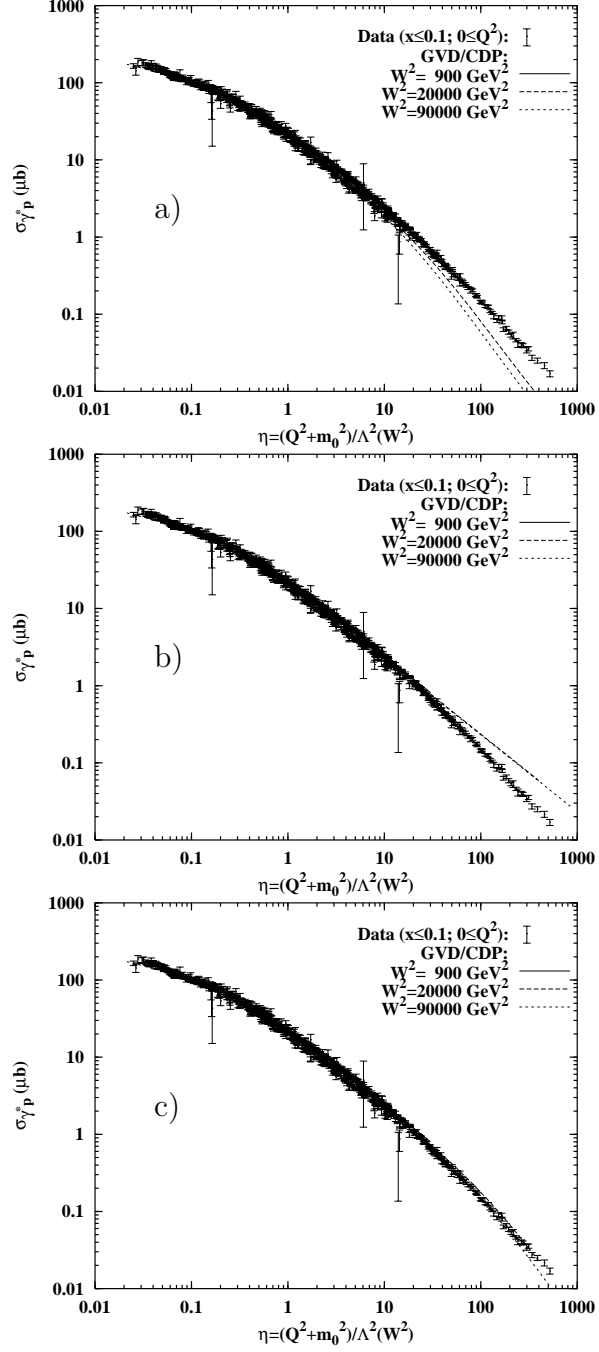 1000
100
10
1
0.1
0.01
σγ*p (μb)
Data (x≤0.1; 0≤Q²):
GVD/CDP:
W²= 900 GeV²
W²=20000 GeV²
W²=90000 GeV²
a)
0.01 0.1 1 10 100 1000
η=(Q²+m₀²)/Λ²(W²)
1000
100
10
1
0.1
0.01
σγ*p (μb)
Data (x≤0.1; 0≤Q²):
GVD/CDP:
W²= 900 GeV²
W²=20000 GeV²
W²=90000 GeV²
b)
0.01 0.1 1 10 100 1000
η=(Q²+m₀²)/Λ²(W²)
1000
100
10
1
0.1
0.01
σγ*p (μb)
Data (x≤0.1; 0≤Q²):
GVD/CDP:
W²= 900 GeV²
W²=20000 GeV²
W²=90000 GeV²
c)
0.01 0.1 1 10 100 1000
η=(Q²+m₀²)/Λ²(W²)